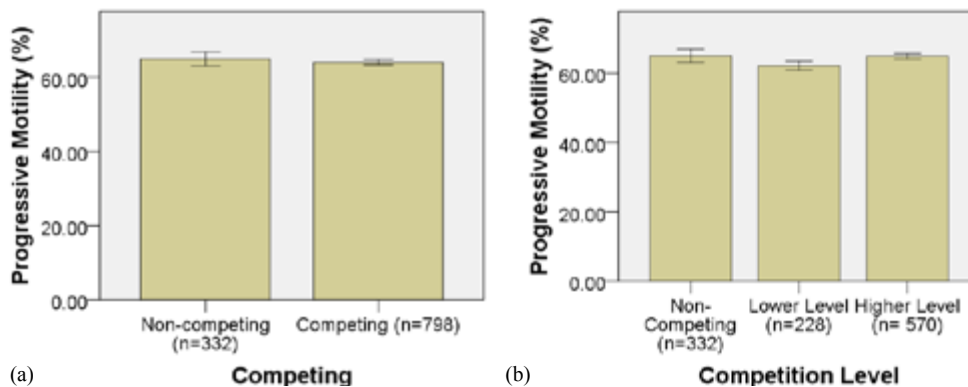 Progressive Motility (%)
60.00
40.00
20.00
0.00
Non-competing
(n=332)
Competing (n=798)
(a)
Competing
Progressive Motility (%)
60.00
40.00
20.00
0.00
Non-
Competing
(n=332)
Lower Level
(n=228)
Higher Level
(n= 570)
(b)
Competition Level